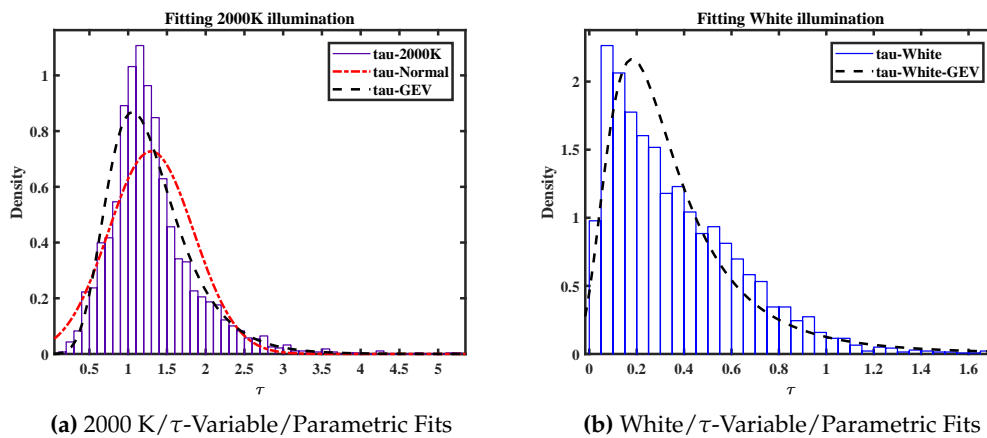 Fitting 2000K illumination
tau-2000K
tau-Normal
tau-GEV
Density
1
0.8
0.6
0.4
0.2
0
0.5 1 1.5 2 2.5 3 3.5 4 4.5 5
τ
(a) 2000 K/τ-Variable/Parametric Fits
Fitting White illumination
tau-White
tau-White-GEV
Density
2
1.5
1
0.5
0
0 0.2 0.4 0.6 0.8 1 1.2 1.4 1.6
τ
(b) White/τ-Variable/Parametric Fits